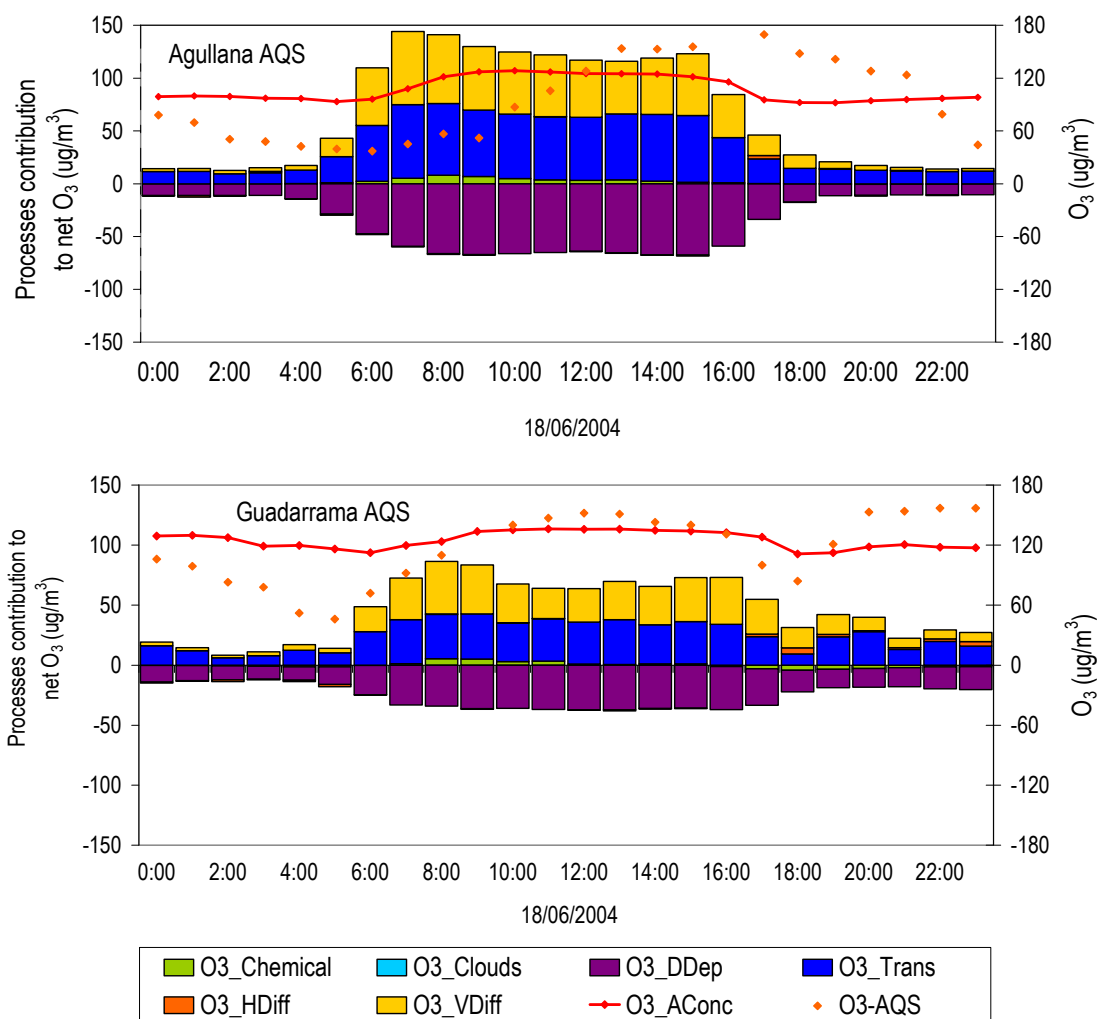 Agullana AQS
Processes contribution
to net O3 (ug/m3)
150
100
50
0
-50
-100
-150
180
120
60
0
-60
-120
-180
O3 (ug/m3)
0:00 2:00 4:00 6:00 8:00 10:00 12:00 14:00 16:00 18:00 20:00 22:00
18/06/2004
Guadarrama AQS
Processes contribution to
net O3 (ug/m3)
150
100
50
0
-50
-100
-150
180
120
60
0
-60
-120
-180
O3 (ug/m3)
0:00 2:00 4:00 6:00 8:00 10:00 12:00 14:00 16:00 18:00 20:00 22:00
18/06/2004
O3_Chemical O3_Clouds O3_DDep O3_Trans
O3_HDiff O3_VDiff O3_AConc O3-AQS